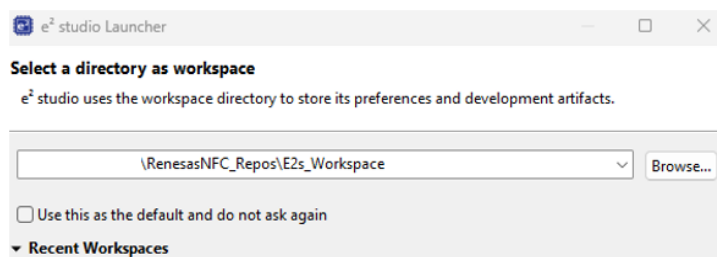 e² studio Launcher
Select a directory as workspace
e² studio uses the workspace directory to store its preferences and development artifacts.
\RenesasNFC_Repos\E2s_Workspace
Browse...
Use this as the default and do not ask again
Recent Workspaces